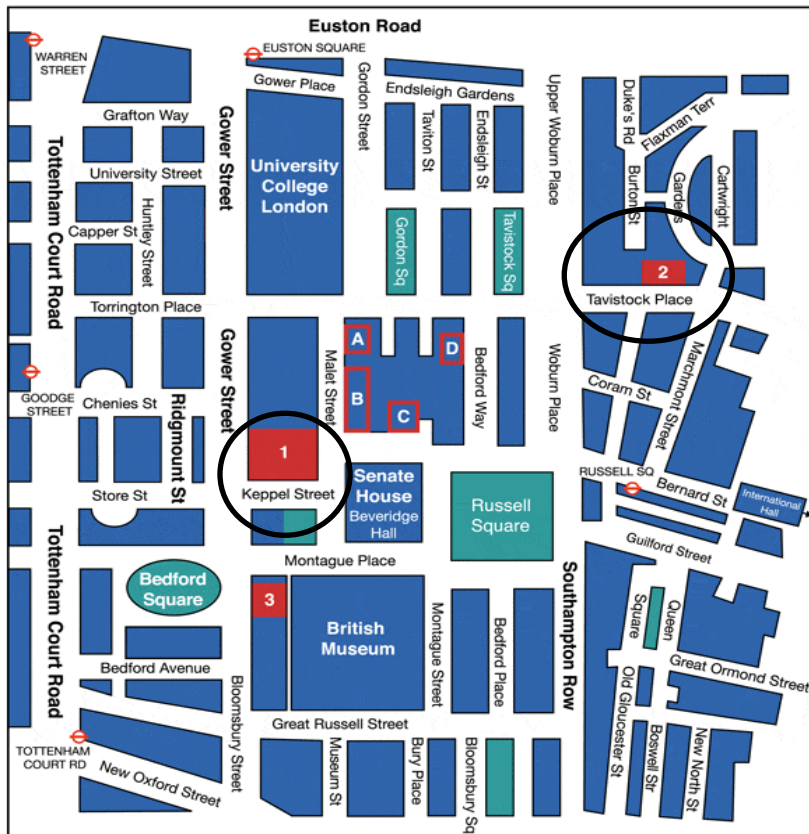 Euston Road
WARREN
STREET
EUSTON SQUARE
Gower Place
Gordon Street
Endsleigh Gardens
Upper Woburn Place
Duke's Rd
Flaxman Terr
Grafton Way
Tottenham Court Road
Gower Street
University Street
University
College
London
Taviton St
Endsleigh St
Burton St
Gardens
Cartwright
Huntley Street
Capper St
Gordon Sq
Tavistock Sq
2
Torrington Place
Tavistock Place
Gower Street
Malet Street
A
D
B
C
Bedford Way
Woburn Place
Coram St
Marchmont Street
GOODGE
STREET
Chenies St
Ridgmount St
1
RUSSELL SQ
Store St
Keppel Street
Senate
House
Beveridge
Hall
Russell
Square
Bernard St
International
Hall
Guilford Street
Tottenham Court Road
Bedford
Square
Montague Place
3
British
Museum
Montague Street
Bedford Place
Southampton Row
Queen
Square
Great Ormond Street
Bedford Avenue
Bloomsbury Street
Great Russell Street
Old Gloucester St
Boswell Str
New North St
TOTTENHAM
COURT RD
New Oxford Street
Museum St
Bury Place
Bloomsbury Sq